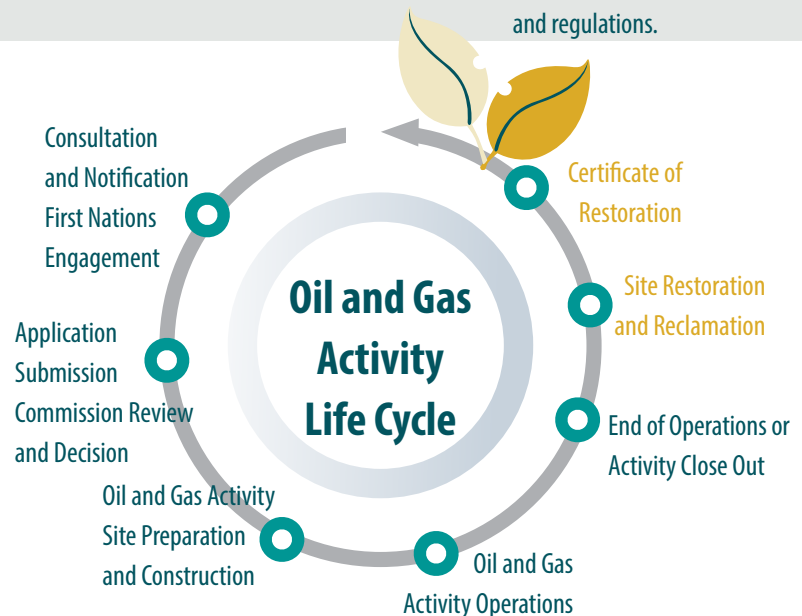 and regulations.
Consultation
and Notification
First Nations
Engagement
Application
Submission
Commission Review
and Decision
Oil and Gas Activity
Site Preparation
and Construction
Oil and Gas
Activity Operations
End of Operations or
Activity Close Out
Site Restoration
and Reclamation
Certificate of
Restoration
Oil and Gas
Activity
Life Cycle